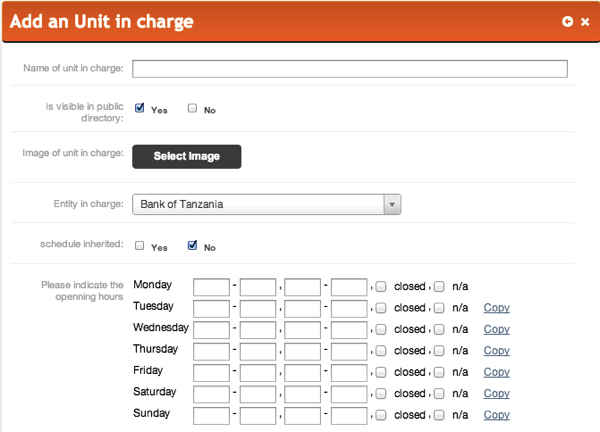 Add an Unit in charge
Name of unit in charge:
Is visible in public
directory:
Yes No
Image of unit in charge:
Select image
Entity in charge:
Bank of Tanzania
schedule inherited:
Yes No
Please indicate the
openning hours
Monday - , - , closed , n/a
Tuesday - , - , closed , n/a Copy
Wednesday - , - , closed , n/a Copy
Thursday - , - , closed , n/a Copy
Friday - , - , closed , n/a Copy
Saturday - , - , closed , n/a Copy
Sunday - , - , closed , n/a Copy